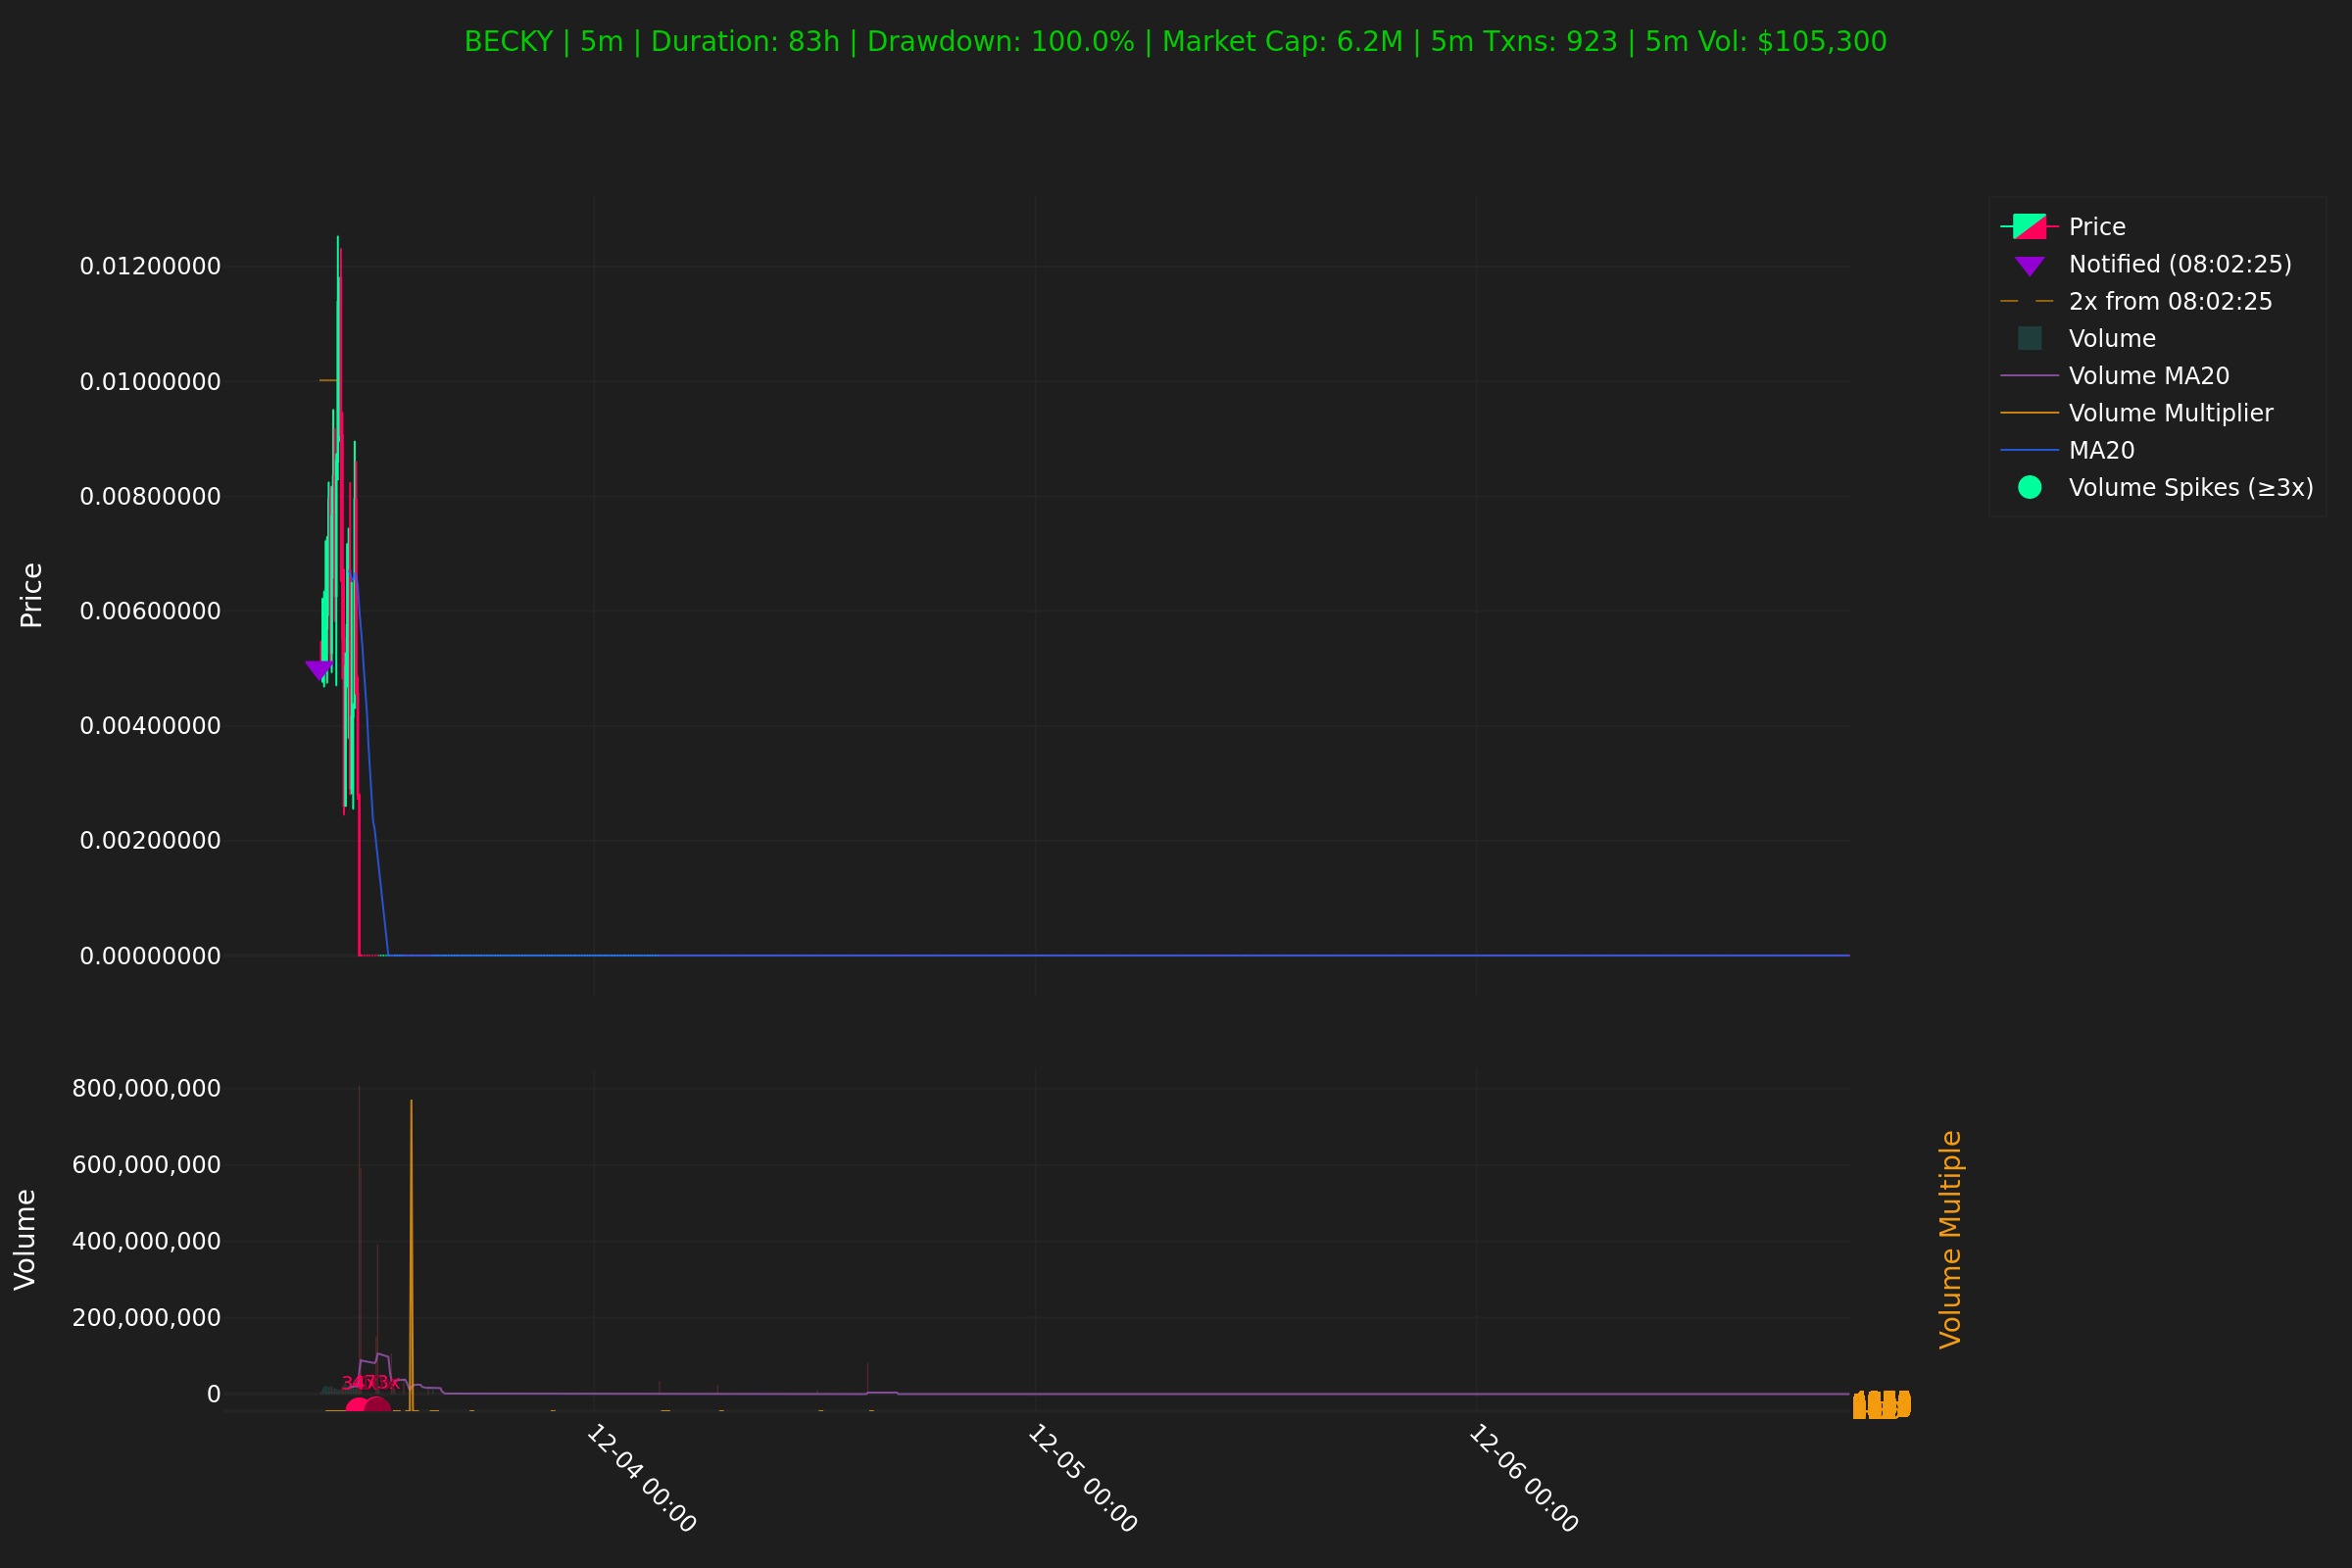 BECKY | 5m | Duration: 83h | Drawdown: 100.0% | Market Cap: 6.2M | 5m Txns: 923 | 5m Vol: $105,300
Price
0.01200000
0.01000000
0.00800000
0.00600000
0.00400000
0.00200000
0.00000000
Price
Notified (08:02:25)
2x from 08:02:25
Volume
Volume MA20
Volume Multiplier
MA20
Volume Spikes (≥3x)
Volume
800,000,000
600,000,000
400,000,000
200,000,000
0
Volume Multiple
12-04 00:00
12-05 00:00
12-06 00:00